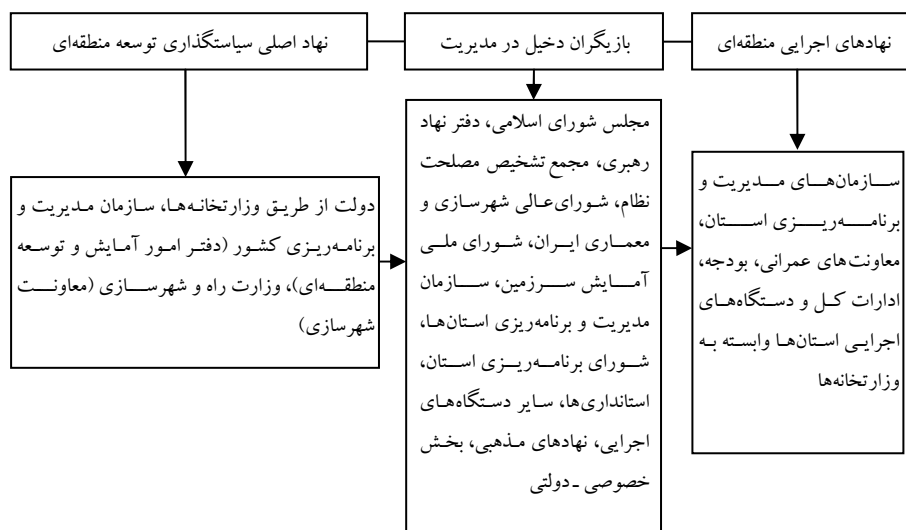 نهادهای اجرایی منطقه‌ای
بازیگران دخیل در مدیریت
نهاد اصلی سیاستگذاری توسعه منطقه‌ای
سازمان‌های مدیریت و
برنامه‌ریزی استان،
معاونت‌های عمرانی، بودجه،
ادارات کل و دستگاه‌های
اجرایی استان‌ها وابسته به
وزارتخانه‌ها
مجلس شورای اسلامی، دفتر نهاد
رهبری، مجمع تشخیص مصلحت
نظام، شورای‌عالی شهرسازی و
معماری ایران، شورای ملی
آمایش سرزمین، سازمان
مدیریت و برنامه‌ریزی استان‌ها،
شورای برنامه‌ریزی استان،
استانداری‌ها، سایر دستگاه‌های
اجرایی، نهادهای مذهبی، بخش
خصوصی ـ دولتی
دولت از طریق وزارتخانه‌ها، سازمان مدیریت و
برنامه‌ریزی کشور (دفتر امور آمایش و توسعه
منطقه‌ای)، وزارت راه و شهرسازی (معاونت
شهرسازی)